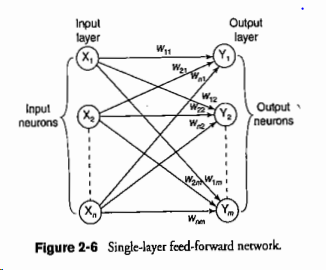 Input layer
Output layer
X1
w11
Y1
w21
wn1
w12
Input neurons
X2
w22
Y2
Output neurons
wn2
w2m
w1m
Xn
wnm
Ym
Figure 2-6 Single-layer feed-forward network.